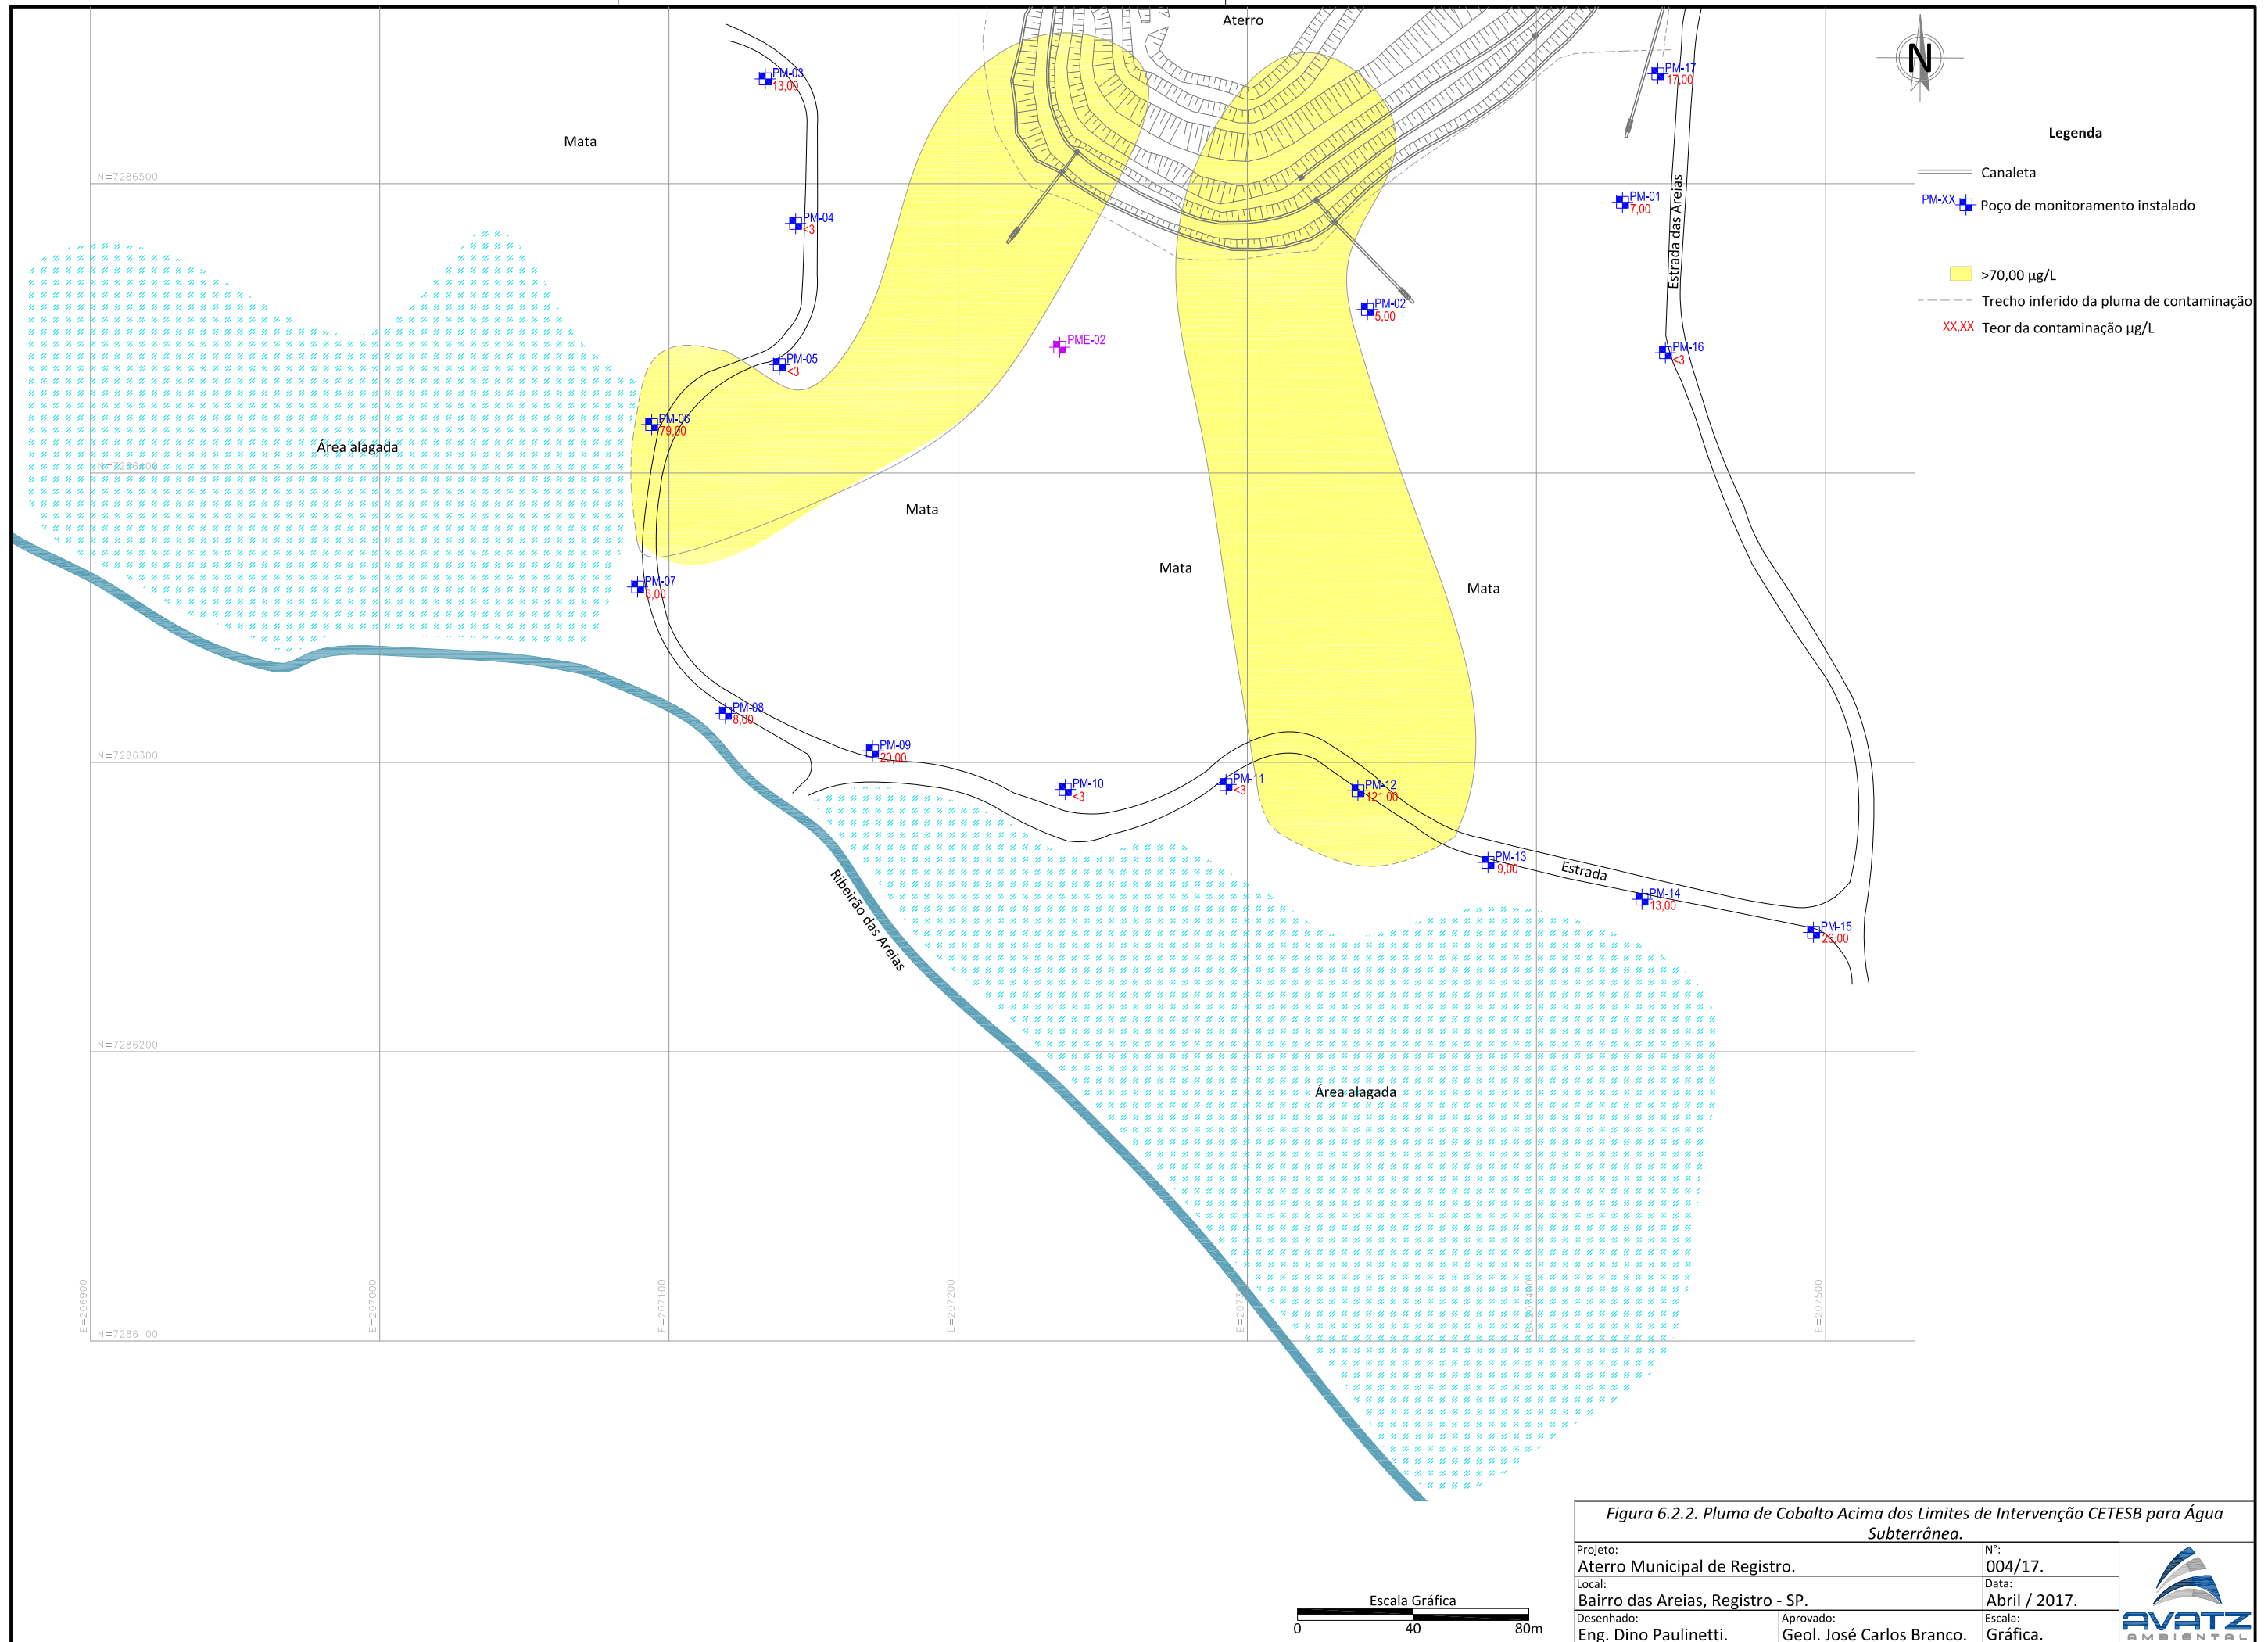 Aterro
N
PM-03
13,00
PM-17
17,00
Mata
Legenda
N=7286500
Canaleta
PM-XX
Poço de monitoramento instalado
PM-01
7,00
PM-04
<3
Estrada das Areias
>70,00 µg/L
Trecho inferido da pluma de contaminação
PM-02
5,00
XX,XX
Teor da contaminação µg/L
PME-02
PM-16
<3
PM-05
<3
PM-06
79,00
Área alagada
N=7286400
Mata
Mata
Mata
PM-07
6,00
PM-08
8,00
PM-09
20,00
N=7286300
PM-10
<3
PM-11
<3
PM-12
121,00
PM-13
9,00
Estrada
PM-14
13,00
PM-15
26,00
Ribeirão das Areias
N=7286200
Área alagada
E=206900
E=207000
E=207100
E=207200
E=207300
E=207400
E=207500
N=7286100
Figura 6.2.2. Pluma de Cobalto Acima dos Limites de Intervenção CETESB para Água
Subterrânea.
Projeto:
Aterro Municipal de Registro.
N°:
004/17.
Local:
Bairro das Areias, Registro - SP.
Data:
Abril / 2017.
Desenhado:
Eng. Dino Paulinetti.
Aprovado:
Geol. José Carlos Branco.
Escala:
Gráfica.
AVATZ
AMBIENTAL
Escala Gráfica
0 40 80m